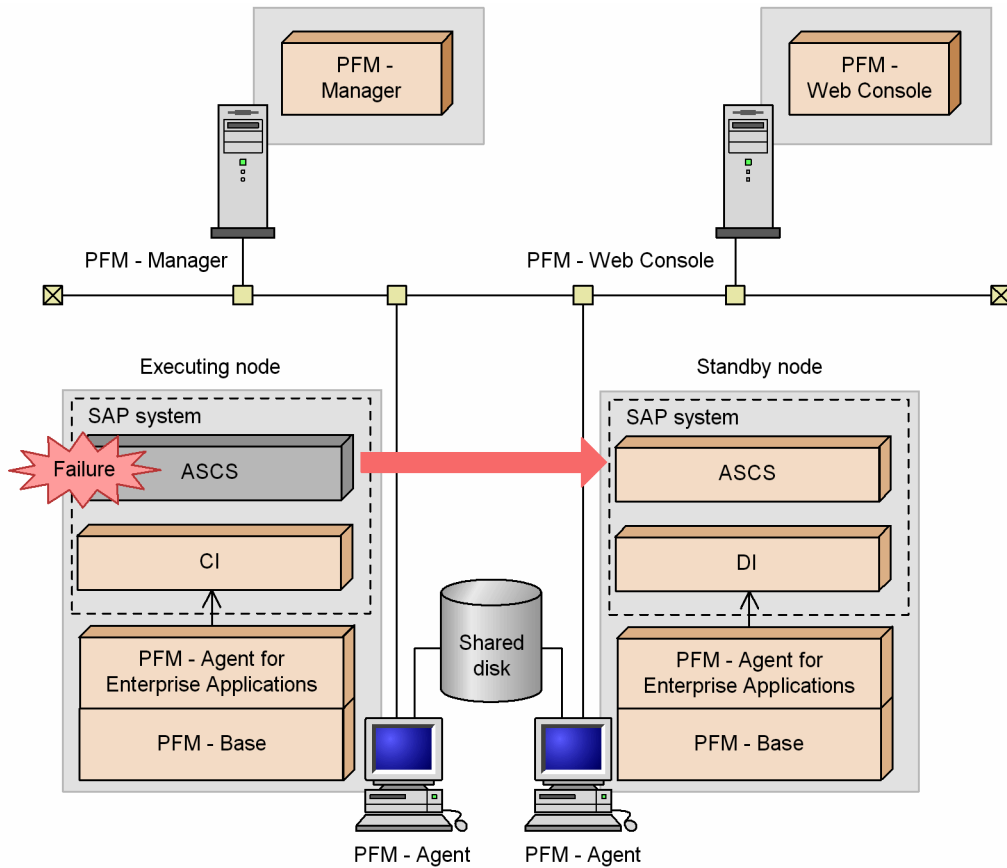 PFM -
Manager
PFM -
Web Console
PFM - Manager
PFM - Web Console
Executing node
Standby node
SAP system
Failure
ASCS
CI
PFM - Agent for
Enterprise Applications
PFM - Base
Shared
disk
SAP system
ASCS
DI
PFM - Agent for
Enterprise Applications
PFM - Base
PFM - Agent
PFM - Agent